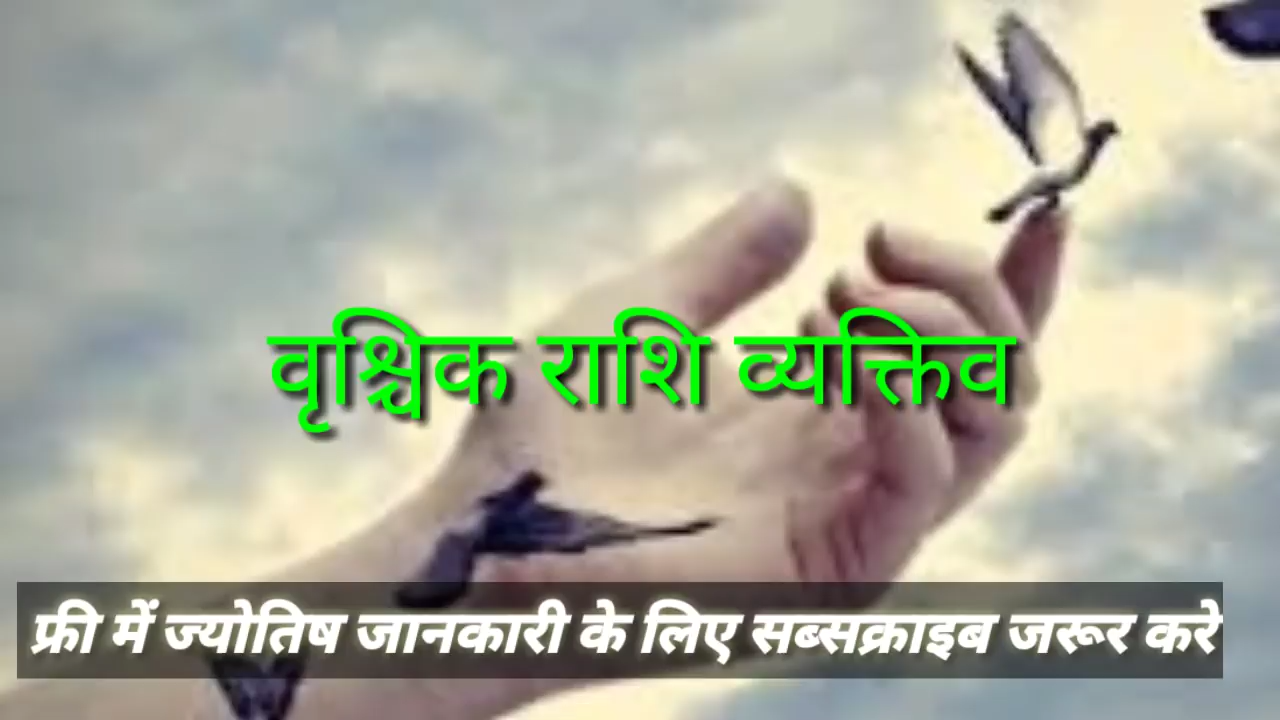 वृश्चिक राशि व्यक्तिव
फ्री में ज्योतिष जानकारी के लिए सब्सक्राइब जरूर करे